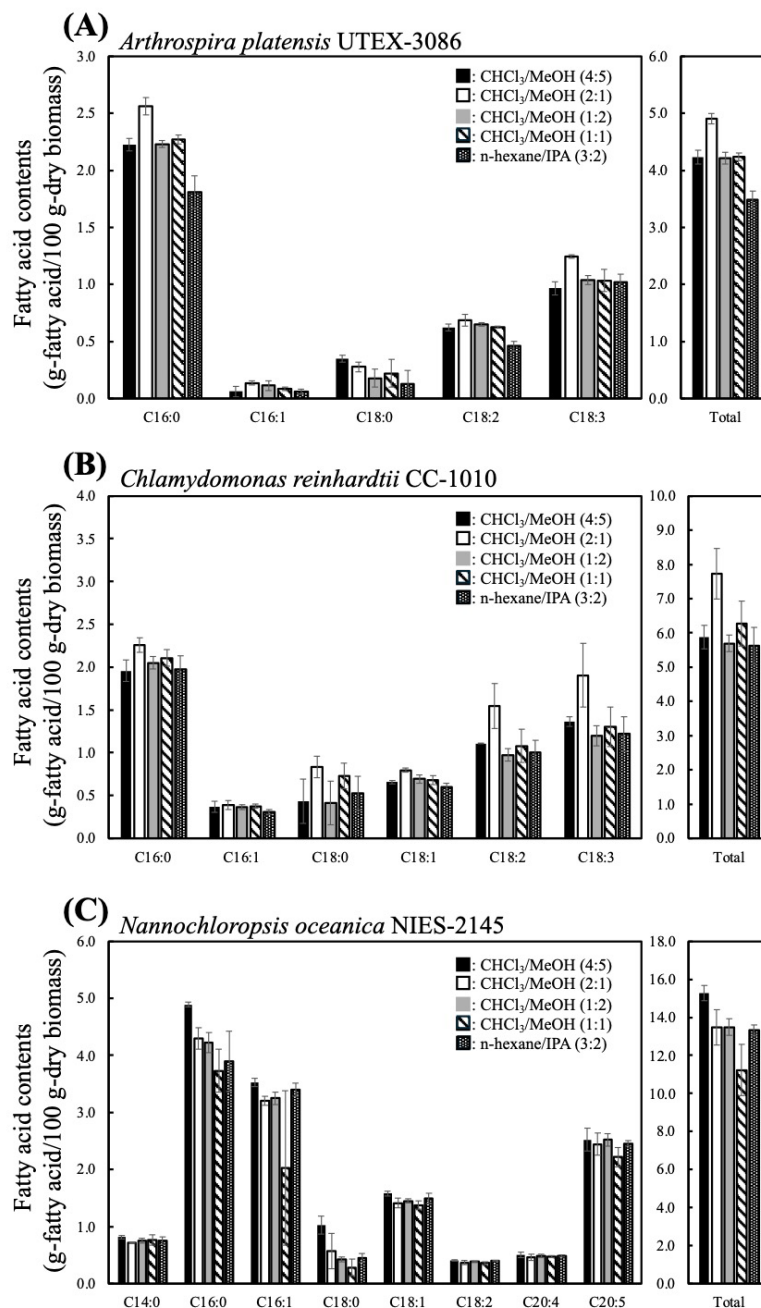 (A)
Arthrospira platensis UTEX-3086
Fatty acid contents
(g-fatty acid/100 g-dry biomass)
3.0
2.5
2.0
1.5
1.0
0.5
0.0
: CHCl₃/MeOH (4:5)
: CHCl₃/MeOH (2:1)
: CHCl₃/MeOH (1:2)
: CHCl₃/MeOH (1:1)
: n-hexane/IPA (3:2)
C16:0 C16:1 C18:0 C18:2 C18:3
6.0
5.0
4.0
3.0
2.0
1.0
0.0
Total
(B)
Chlamydomonas reinhardtii CC-1010
Fatty acid contents
(g-fatty acid/100 g-dry biomass)
4.0
3.5
3.0
2.5
2.0
1.5
1.0
0.5
0.0
: CHCl₃/MeOH (4:5)
: CHCl₃/MeOH (2:1)
: CHCl₃/MeOH (1:2)
: CHCl₃/MeOH (1:1)
: n-hexane/IPA (3:2)
C16:0 C16:1 C18:0 C18:1 C18:2 C18:3
10.0
9.0
8.0
7.0
6.0
5.0
4.0
3.0
2.0
1.0
0.0
Total
(C)
Nannochloropsis oceanica NIES-2145
Fatty acid contents
(g-fatty acid/100 g-dry biomass)
6.0
5.0
4.0
3.0
2.0
1.0
0.0
: CHCl₃/MeOH (4:5)
: CHCl₃/MeOH (2:1)
: CHCl₃/MeOH (1:2)
: CHCl₃/MeOH (1:1)
: n-hexane/IPA (3:2)
C14:0 C16:0 C16:1 C18:0 C18:1 C18:2 C20:4 C20:5
18.0
16.0
14.0
12.0
10.0
8.0
6.0
4.0
2.0
0.0
Total